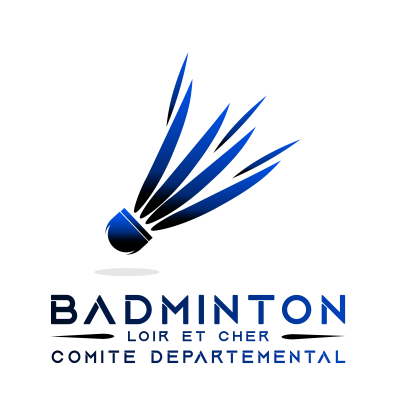 BADMINTON
LOIR ET CHER
COMITE DEPARTEMENTAL